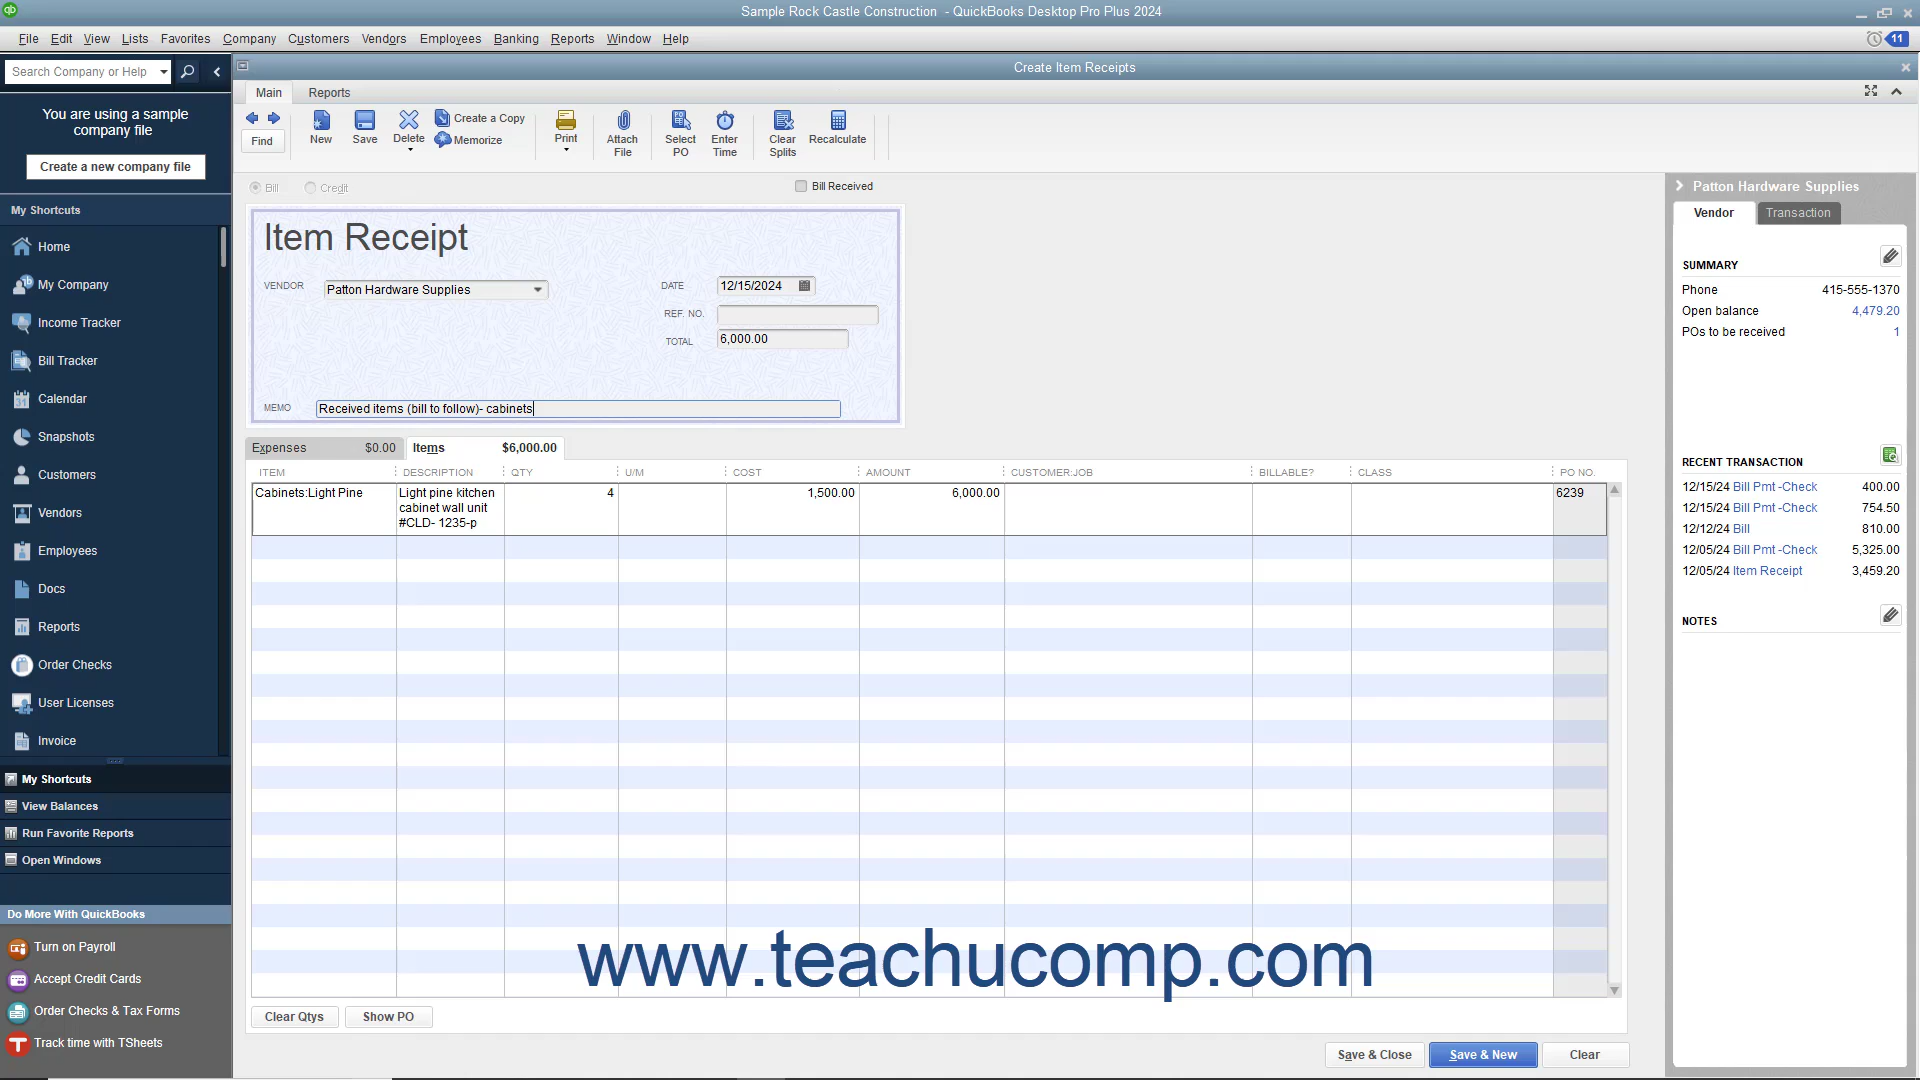 Sample Rock Castle Construction - QuickBooks Desktop Pro Plus 2024
File Edit View Lists Favorites Company Customers Vendors Employees Banking Reports Window Help
11
Search Company or Help
Create Item Receipts
You are using a sample
company file
Create a new company file
My Shortcuts
Home
My Company
Income Tracker
Bill Tracker
31
Calendar
Snapshots
Customers
Vendors
Employees
Docs
Reports
Order Checks
User Licenses
Invoice
My Shortcuts
View Balances
Run Favorite Reports
Open Windows
Do More With QuickBooks
Turn on Payroll
Accept Credit Cards
Order Checks & Tax Forms
Track time with TSheets
Main Reports
Find
New
Save
Delete
Create a Copy
Memorize
Print
Attach
File
Select
PO
Enter
Time
Clear
Splits
Recalculate
Bill Credit
Bill Received
Item Receipt
VENDOR Patton Hardware Supplies
DATE 12/15/2024
REF. NO.
TOTAL 6,000.00
MEMO Received items (bill to follow)- cabinets
Expenses $0.00 Items $6,000.00
ITEM DESCRIPTION QTY U/M COST AMOUNT CUSTOMER:JOB BILLABLE? CLASS PO NO.
Cabinets:Light Pine Light pine kitchen 4 1,500.00 6,000.00 6239
cabinet wall unit
#CLD- 1235-p
www.teachucomp.com
Clear Qtys Show PO
Save & Close Save & New Clear
Patton Hardware Supplies
Vendor Transaction
SUMMARY
Phone 415-555-1370
Open balance 4,479.20
POs to be received 1
RECENT TRANSACTION
12/15/24 Bill Pmt -Check 400.00
12/15/24 Bill Pmt -Check 754.50
12/12/24 Bill 810.00
12/05/24 Bill Pmt -Check 5,325.00
12/05/24 Item Receipt 3,459.20
NOTES